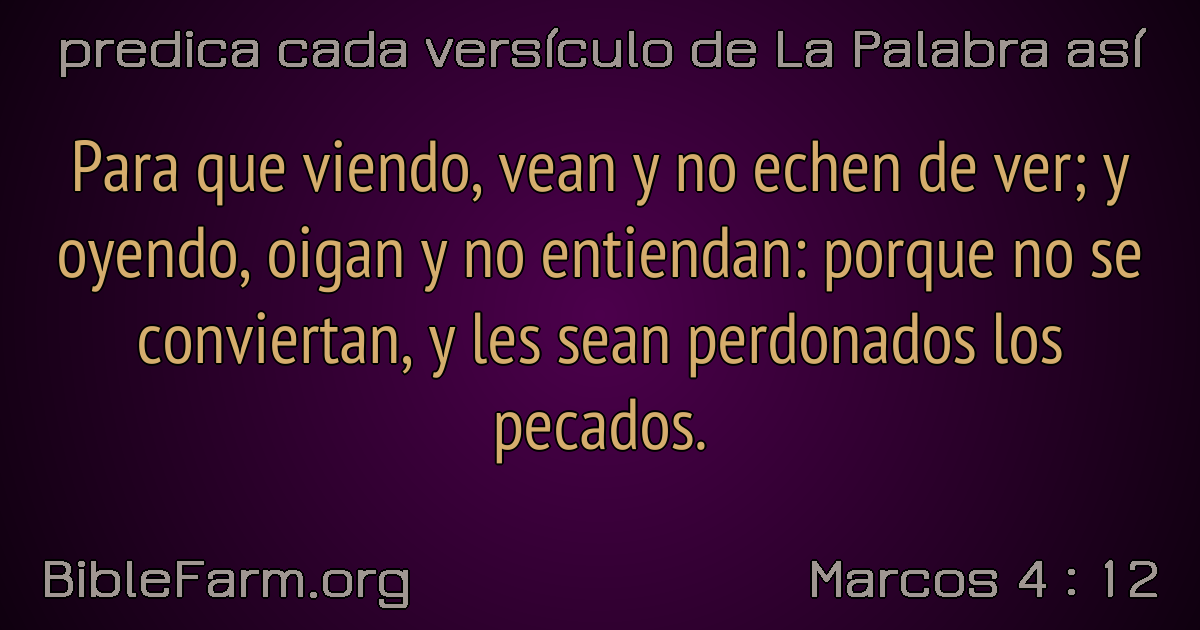 predica cada versículo de La Palabra así
Para que viendo, vean y no echen de ver; y
oyendo, oigan y no entiendan: porque no se
conviertan, y les sean perdonados los
pecados.
BibleFarm.org
Marcos 4 : 12